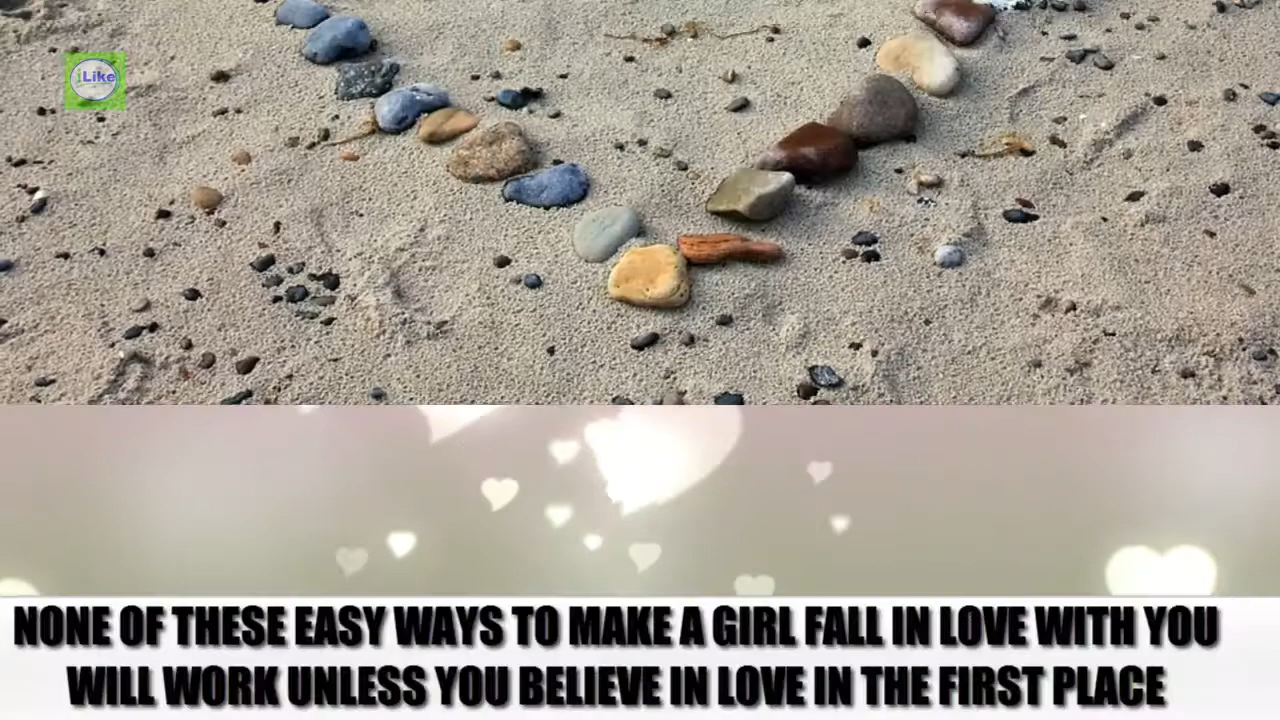 iLike
NONE OF THESE EASY WAYS TO MAKE A GIRL FALL IN LOVE WITH YOU
WILL WORK UNLESS YOU BELIEVE IN LOVE IN THE FIRST PLACE